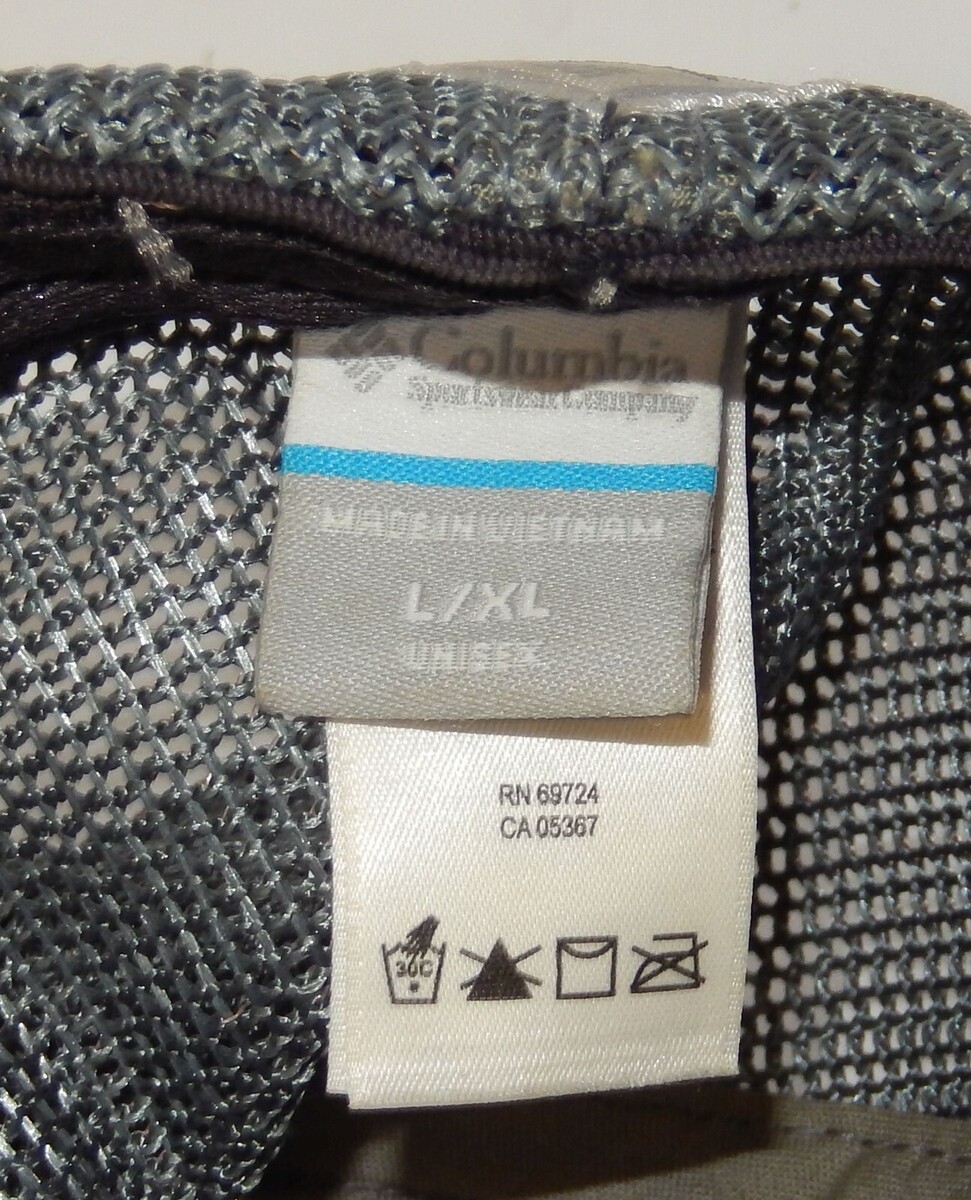 Columbia
Sportswear Company
MADE IN VIETNAM
L/XL
UNISEX
RN 69724
CA 05367
30C